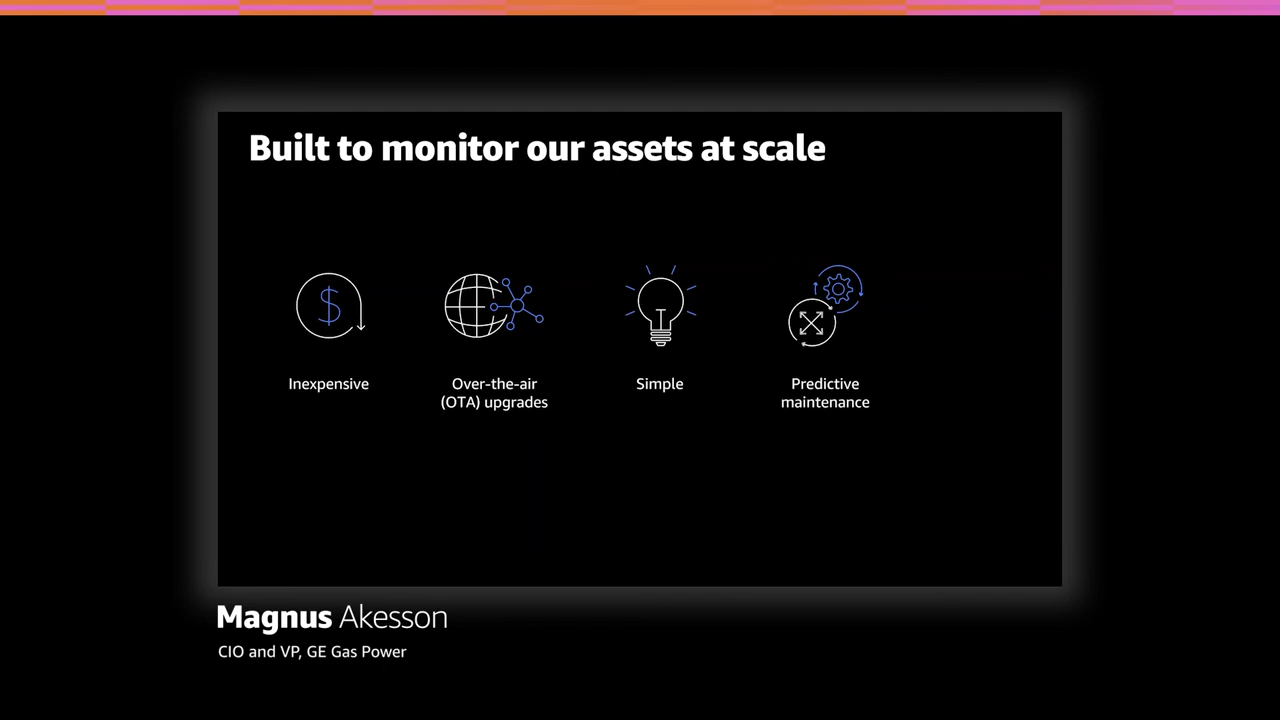 Built to monitor our assets at scale
Inexpensive
Over-the-air
(OTA) upgrades
Simple
Predictive
maintenance
Magnus Akesson
CIO and VP, GE Gas Power